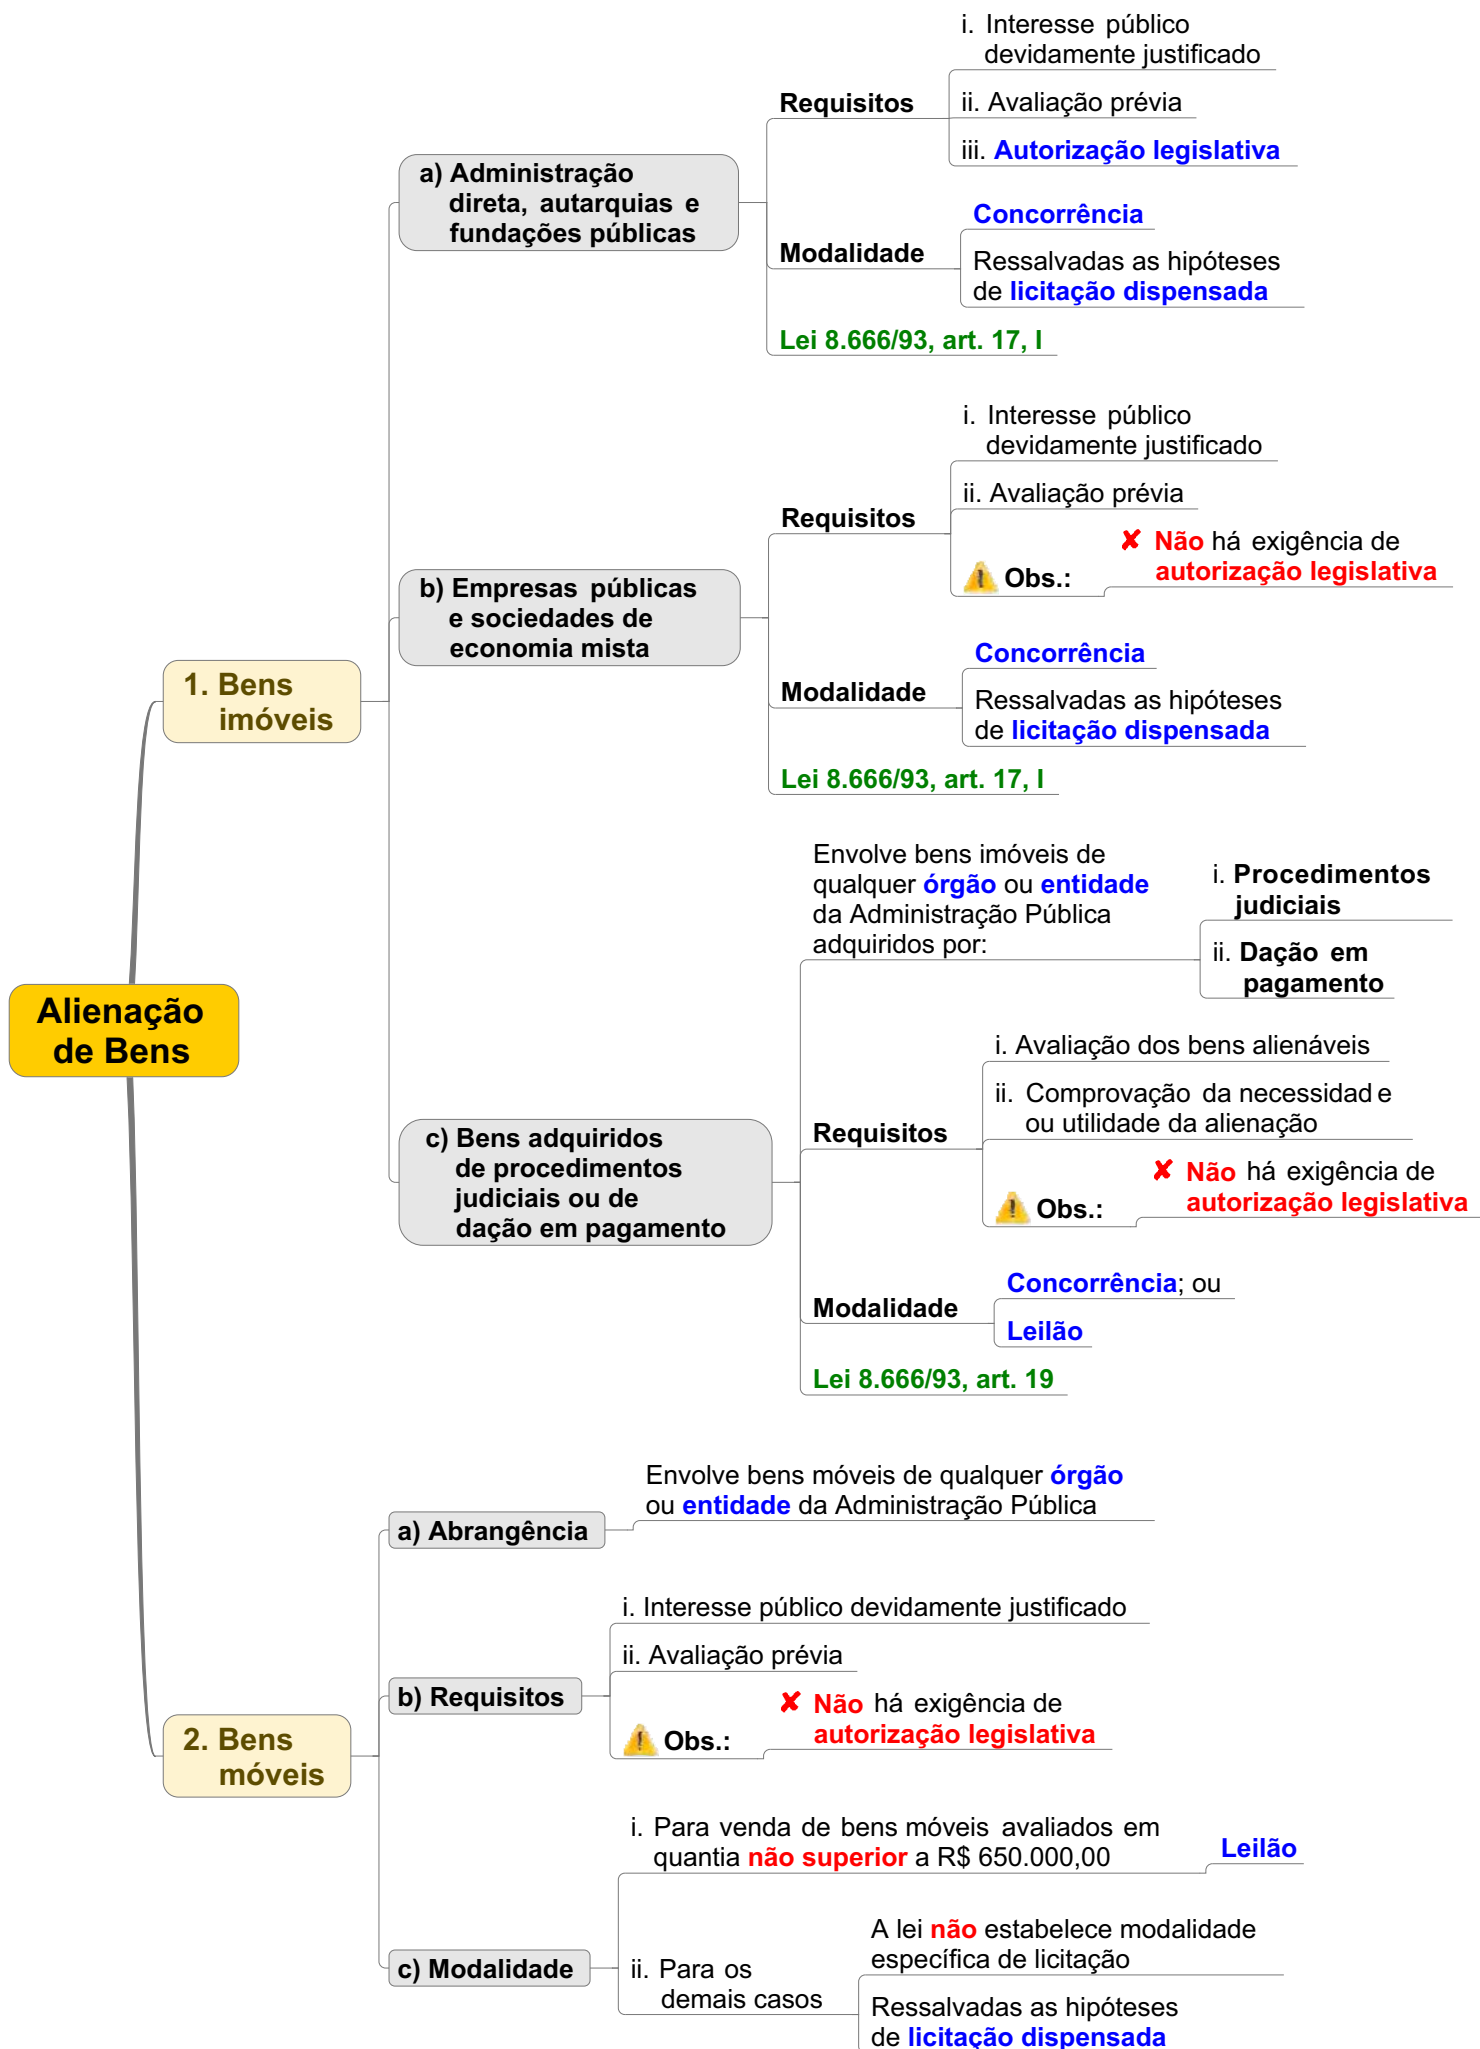 Alienação
de Bens
1. Bens
imóveis
a) Administração
direta, autarquias e
fundações públicas
Requisitos
i. Interesse público
devidamente justificado
ii. Avaliação prévia
iii. Autorização legislativa
Modalidade
Concorrência
Ressalvadas as hipóteses
de licitação dispensada
Lei 8.666/93, art. 17, I
b) Empresas públicas
e sociedades de
economia mista
Requisitos
i. Interesse público
devidamente justificado
ii. Avaliação prévia
Obs.:
✘ Não há exigência de
autorização legislativa
Modalidade
Concorrência
Ressalvadas as hipóteses
de licitação dispensada
Lei 8.666/93, art. 17, I
c) Bens adquiridos
de procedimentos
judiciais ou de
dação em pagamento
Envolve bens imóveis de
qualquer órgão ou entidade
da Administração Pública
adquiridos por:
i. Procedimentos
judiciais
ii. Dação em
pagamento
Requisitos
i. Avaliação dos bens alienáveis
ii. Comprovação da necessidade
ou utilidade da alienação
Obs.:
✘ Não há exigência de
autorização legislativa
Modalidade
Concorrência; ou
Leilão
Lei 8.666/93, art. 19
2. Bens
móveis
a) Abrangência
Envolve bens móveis de qualquer órgão
ou entidade da Administração Pública
b) Requisitos
i. Interesse público devidamente justificado
ii. Avaliação prévia
Obs.:
✘ Não há exigência de
autorização legislativa
c) Modalidade
i. Para venda de bens móveis avaliados em
quantia não superior a R$ 650.000,00
Leilão
ii. Para os
demais casos
A lei não estabelece modalidade
específica de licitação
Ressalvadas as hipóteses
de licitação dispensada